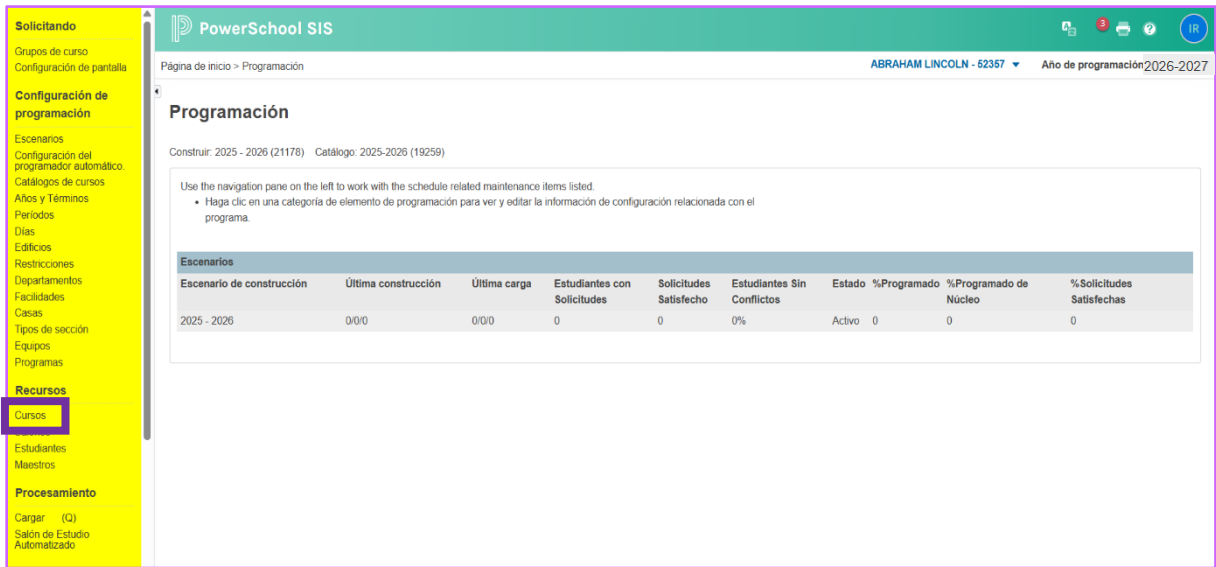 Solicitando
Grupos de curso
Configuración de pantalla
Configuración de
programación
Escenarios
Configuración del
programador automático.
Catálogos de cursos
Años y Términos
Períodos
Días
Edificios
Restricciones
Departamentos
Facilidades
Casas
Tipos de sección
Equipos
Programas
Recursos
Cursos
Estudiantes
Maestros
Procesamiento
Cargar (Q)
Salón de Estudio
Automatizado
PowerSchool SIS
3
IR
Página de inicio > Programación
ABRAHAM LINCOLN - 52357
Año de programación 2026-2027
Programación
Construir: 2025 - 2026 (21178) Catálogo: 2025-2026 (19259)
Use the navigation pane on the left to work with the schedule related maintenance items listed.
• Haga clic en una categoría de elemento de programación para ver y editar la información de configuración relacionada con el
programa.
Escenarios
Escenario de construcción Última construcción Última carga Estudiantes con Solicitudes Estudiantes Sin Estado %Programado %Programado de %Solicitudes
Solicitudes Satisfecho Conflictos Núcleo Satisfechas
2025 - 2026 0/0/0 0/0/0 0 0 0% Activo 0 0 0